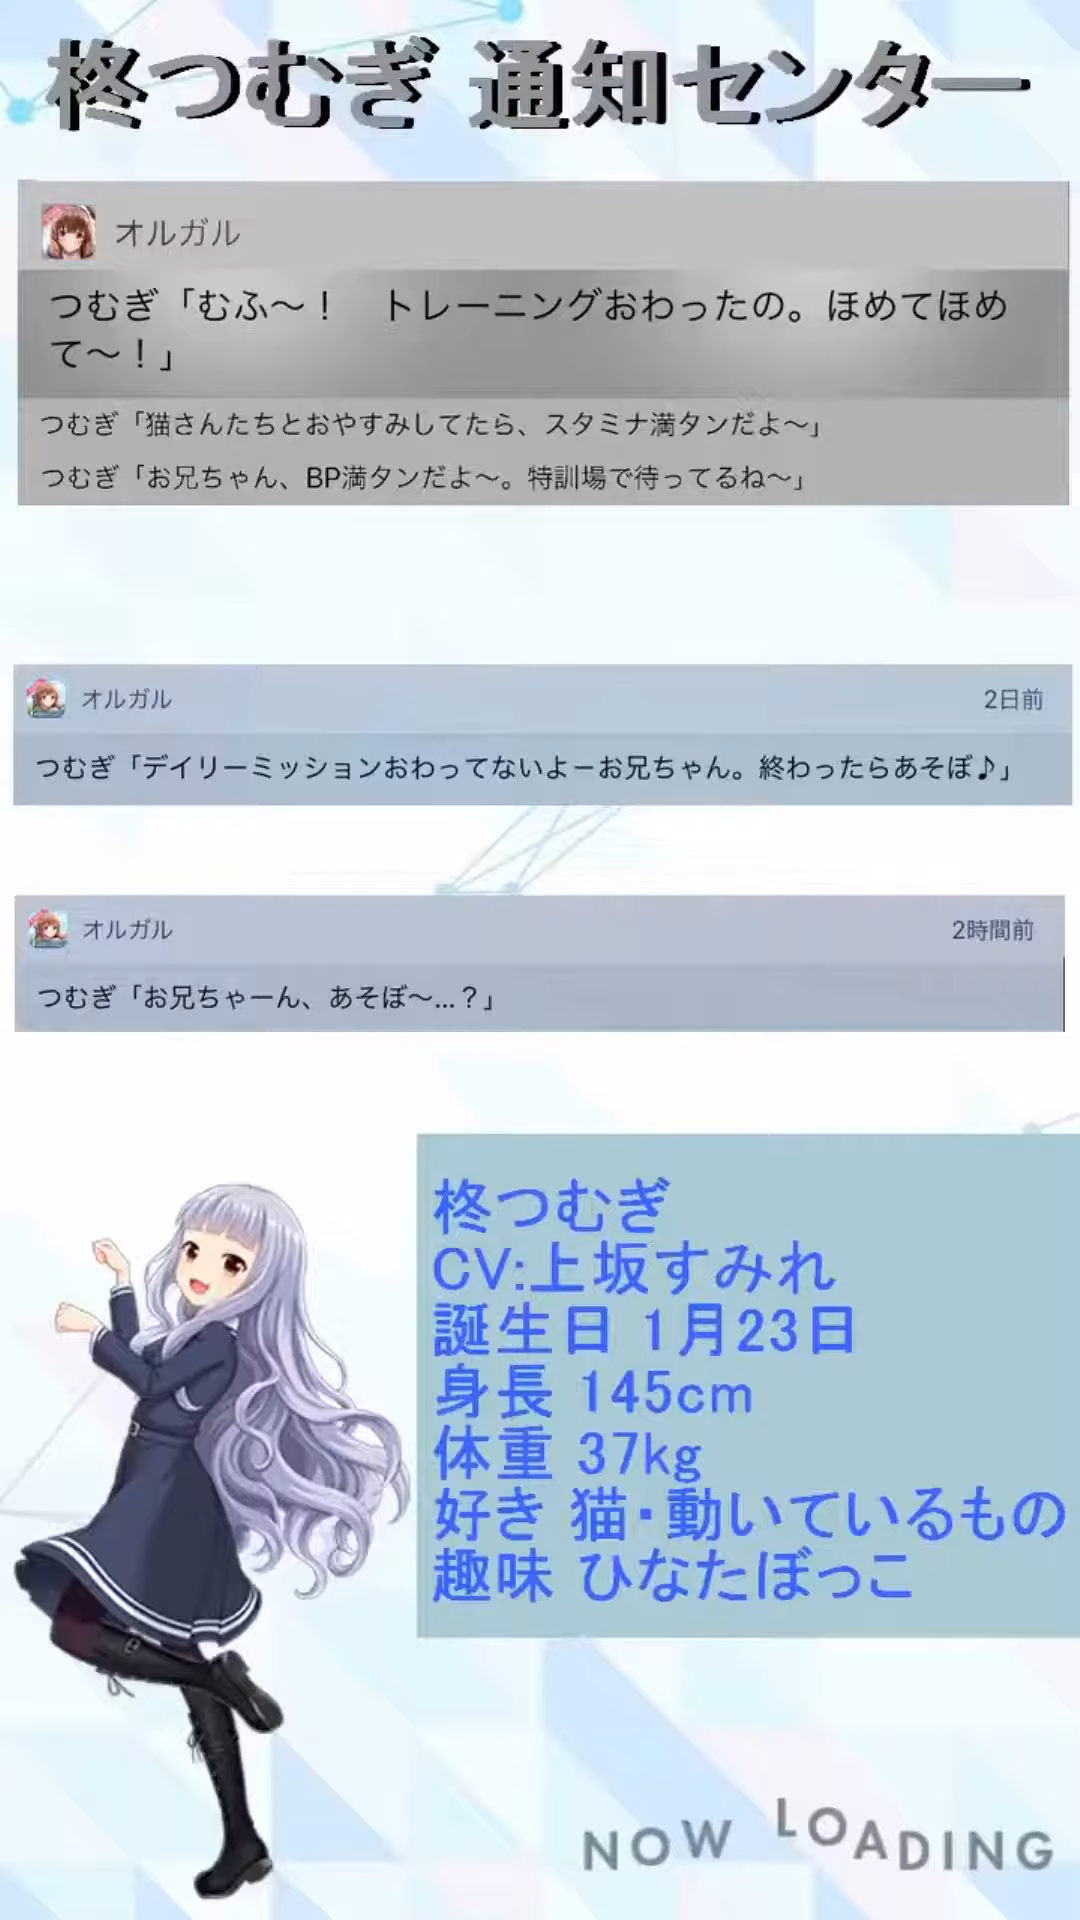 柊つむぎ 通知センター
オルガル
つむぎ「むふ〜！　トレーニングおわったの。ほめてほめ
て〜！」
つむぎ「猫さんたちとおやすみしてたら、スタミナ満タンだよ〜」
つむぎ「お兄ちゃん、BP満タンだよ〜。特訓場で待ってるね〜」
オルガル 2日前
つむぎ「デイリーミッションおわってないよーお兄ちゃん。終わったらあそぼ♪」
オルガル 2時間前
つむぎ「お兄ちゃーん、あそぼ〜...？」
柊つむぎ
CV:上坂すみれ
誕生日 1月23日
身長 145cm
体重 37kg
好き 猫・動いているもの
趣味 ひなたぼっこ
NOW LOADING